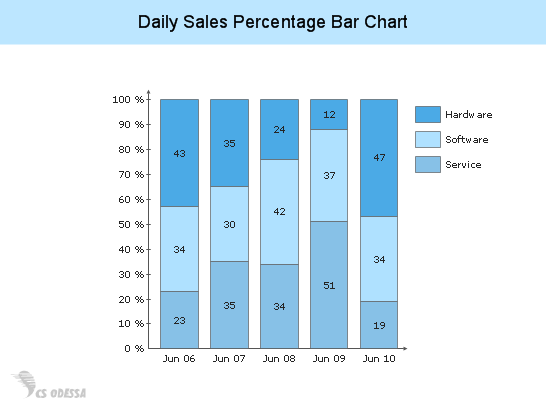 Daily Sales Percentage Bar Chart
100 %
90 %
80 %
70 %
60 %
50 %
40 %
30 %
20 %
10 %
0 %
43
34
23
35
30
35
24
42
34
12
37
51
47
34
19
Jun 06
Jun 07
Jun 08
Jun 09
Jun 10
Hardware
Software
Service
CS ODESSA